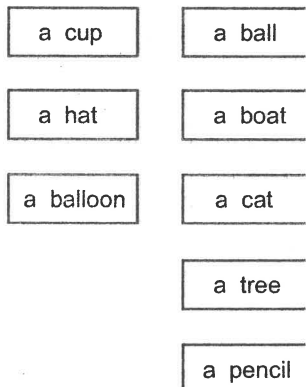 a cup
a ball
a hat
a boat
a balloon
a cat
a tree
a pencil